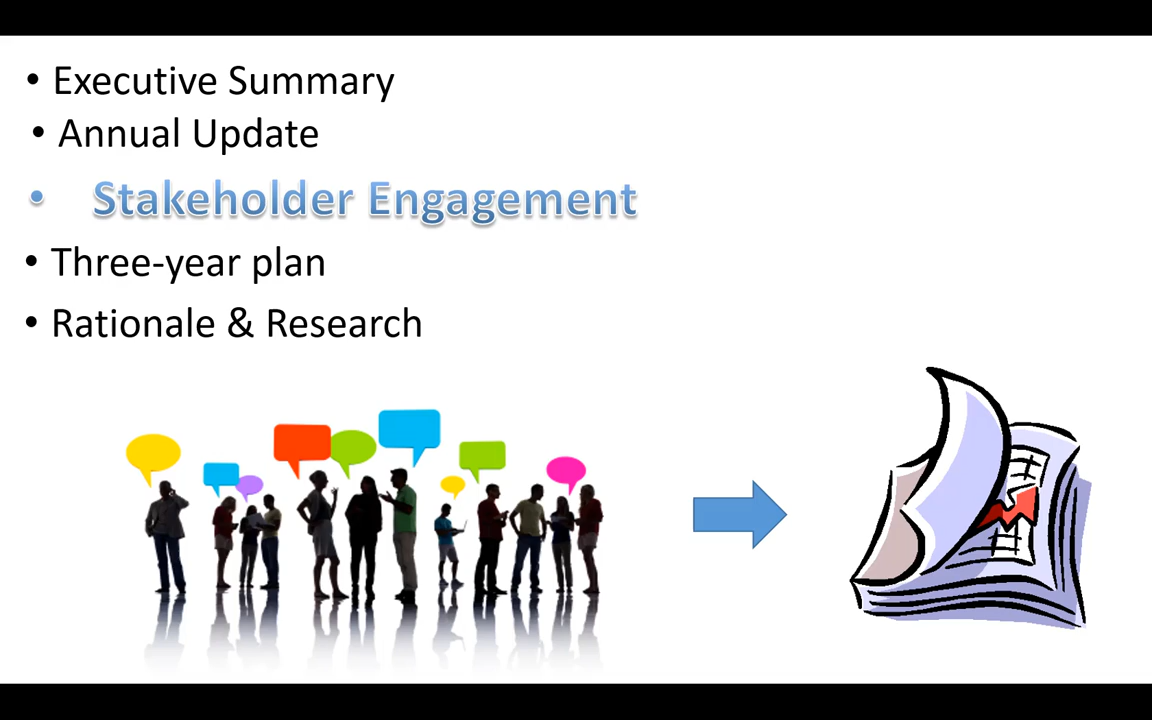 • Executive Summary
• Annual Update
• Stakeholder Engagement
• Three-year plan
• Rationale & Research